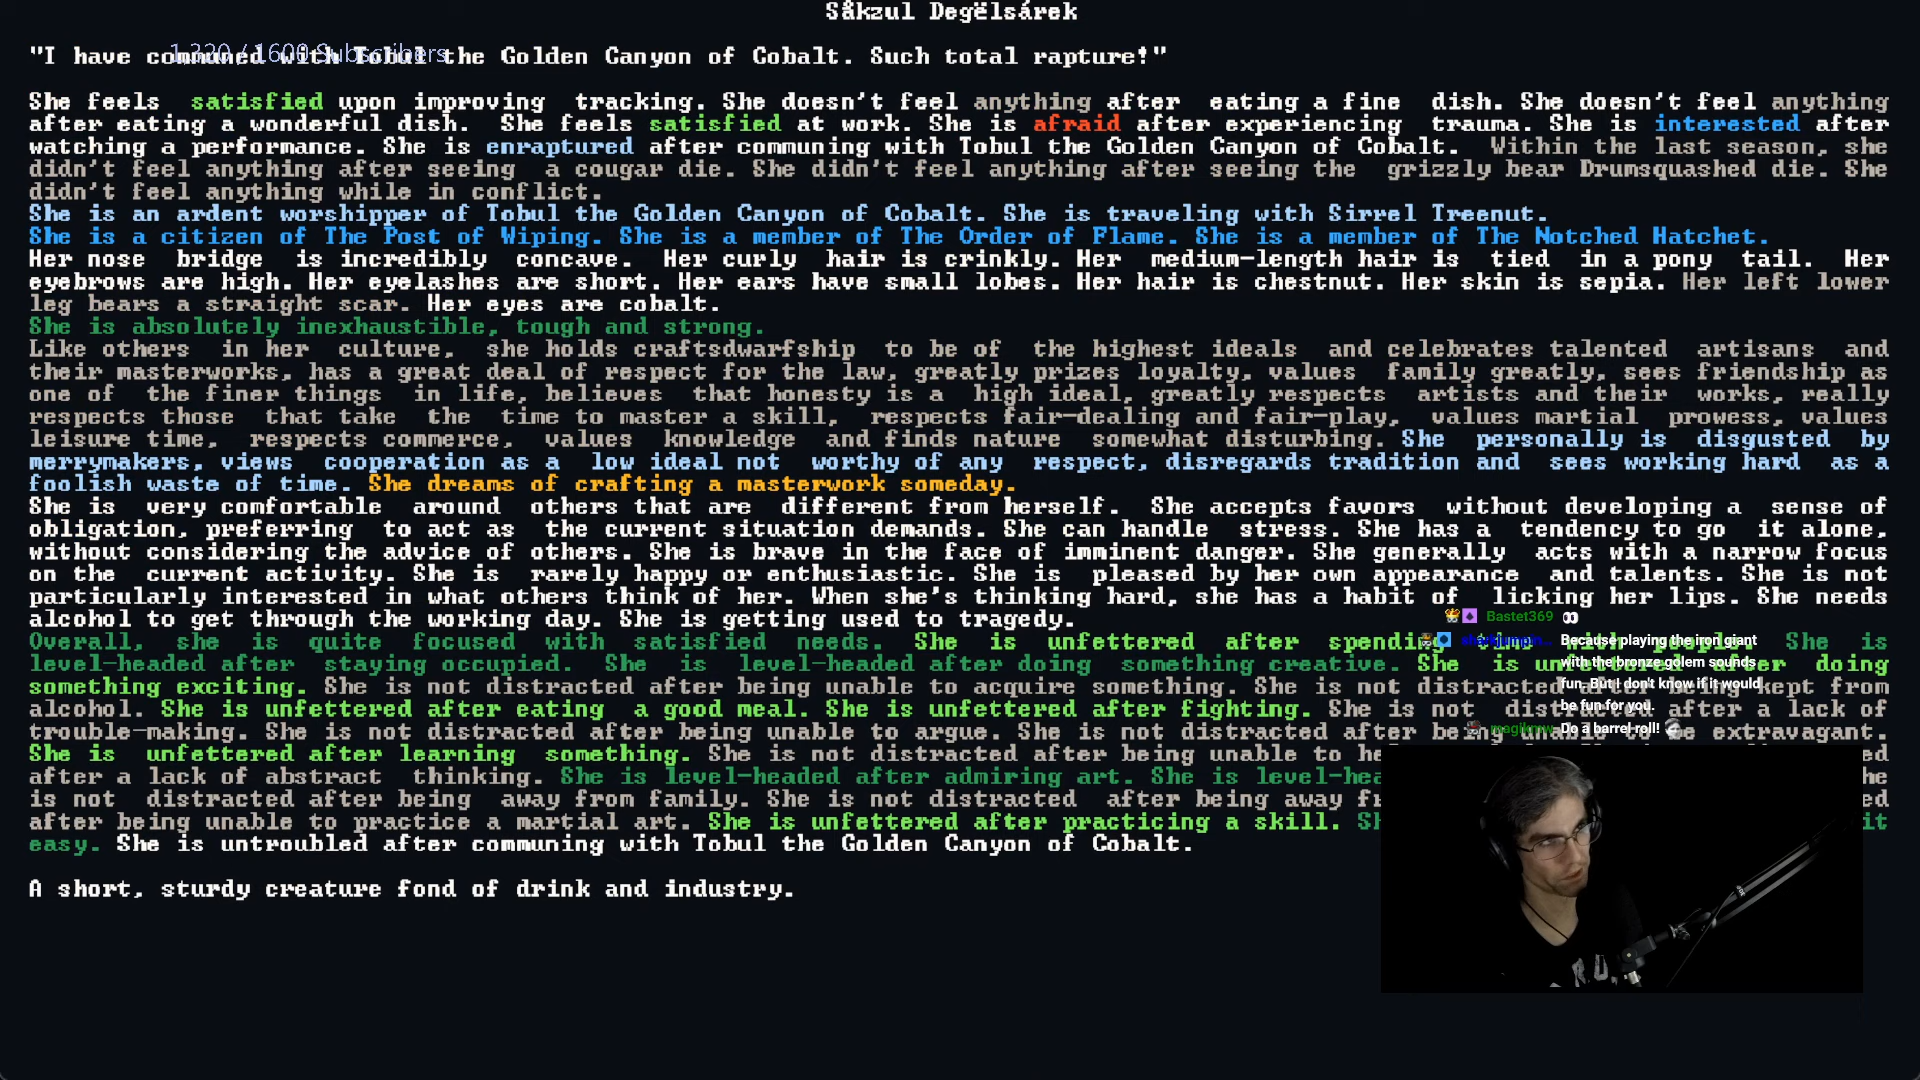 Såkzul Degëlsárek
1,320 / 1600 Subscribers
"I have communed with Tobul the Golden Canyon of Cobalt. Such total rapture!"
She feels satisfied upon improving tracking. She doesn't feel anything after eating a fine dish. She doesn't feel anything
after eating a wonderful dish. She feels satisfied at work. She is afraid after experiencing trauma. She is interested after
watching a performance. She is enraptured after communing with Tobul the Golden Canyon of Cobalt. Within the last season, she
didn't feel anything after seeing a cougar die. She didn't feel anything after seeing the grizzly bear Drumsquashed die. She
didn't feel anything while in conflict.
She is an ardent worshipper of Tobul the Golden Canyon of Cobalt. She is traveling with Sirrel Treenut.
She is a citizen of The Post of Wiping. She is a member of The Order of Flame. She is a member of The Notched Hatchet.
Her nose bridge is incredibly concave. Her curly hair is crinkly. Her medium-length hair is tied in a pony tail. Her
eyebrows are high. Her eyelashes are short. Her ears have small lobes. Her hair is chestnut. Her skin is sepia. Her left lower
leg bears a straight scar. Her eyes are cobalt.
She is absolutely inexhaustible, tough and strong.
Like others in her culture, she holds craftsdwarfship to be of the highest ideals and celebrates talented artisans and
their masterworks, has a great deal of respect for the law, greatly prizes loyalty, values family greatly, sees friendship as
one of the finer things in life, believes that honesty is a high ideal, greatly respects artists and their works, really
respects those that take the time to master a skill, respects fair-dealing and fair-play, values martial prowess, values
leisure time, respects commerce, values knowledge and finds nature somewhat disturbing. She personally is disgusted by
merrymakers, views cooperation as a low ideal not worthy of any respect, disregards tradition and sees working hard as a
foolish waste of time. She dreams of crafting a masterwork someday.
She is very comfortable around others that are different from herself. She accepts favors without developing a sense of
obligation, preferring to act as the current situation demands. She can handle stress. She has a tendency to go it alone,
without considering the advice of others. She is brave in the face of imminent danger. She generally acts with a narrow focus
on the current activity. She is rarely happy or enthusiastic. She is pleased by her own appearance and talents. She is not
particularly interested in what others think of her. When she's thinking hard, she has a habit of licking her lips. She needs
alcohol to get through the working day. She is getting used to tragedy.
Overall, she is quite focused with satisfied needs. She is unfettered after spending time with people. She is
level-headed after staying occupied. She is level-headed after doing something creative. She is unfettered after doing
something exciting. She is not distracted after being unable to acquire something. She is not distracted after being kept from
alcohol. She is unfettered after eating a good meal. She is unfettered after fighting. She is not distracted after a lack of
trouble-making. She is not distracted after being unable to argue. She is not distracted after being unable to be extravagant.
She is unfettered after learning something. She is not distracted after being unable to
after a lack of abstract thinking. She is level-headed after admiring art. She is
is not distracted after being away from family. She is not distracted after being away
after being unable to practice a martial art. She is unfettered after practicing a skill. it
easy. She is untroubled after communing with Tobul the Golden Canyon of Cobalt.
A short, sturdy creature fond of drink and industry.
Bastet369
Because playing the iron giant
with the bronze golem sounds
fun. But I don't know if it would
be fun for you.
Do a barrel roll!